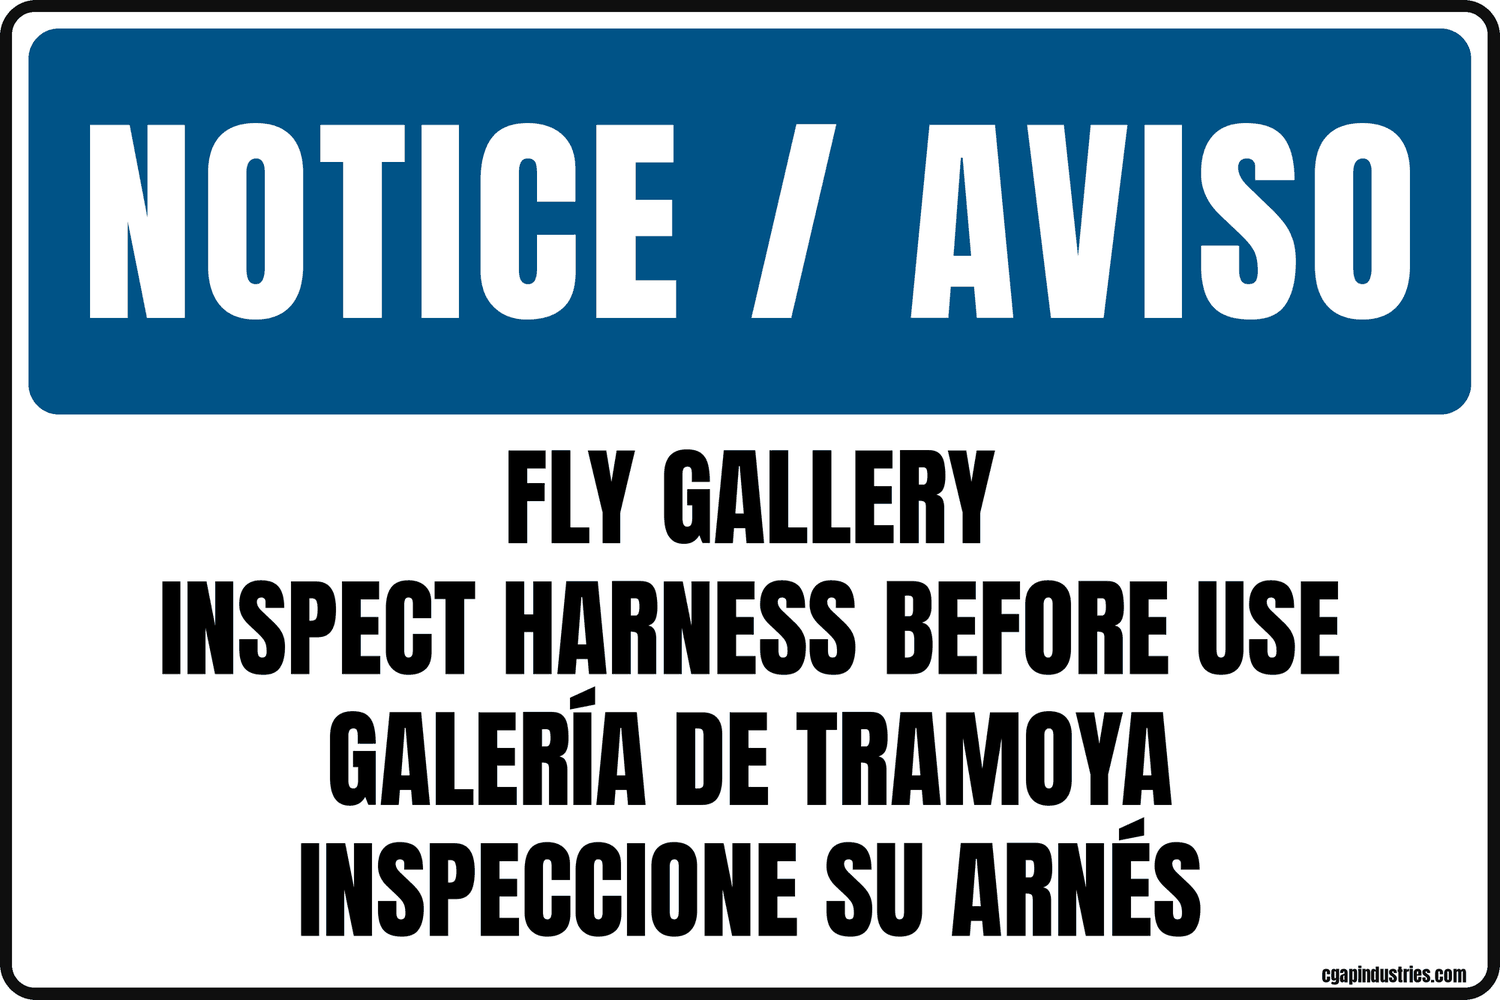 NOTICE / AVISO
FLY GALLERY
INSPECT HARNESS BEFORE USE
GALERÍA DE TRAMOYA
INSPECCIONE SU ARNÉS
cgapindustries.com